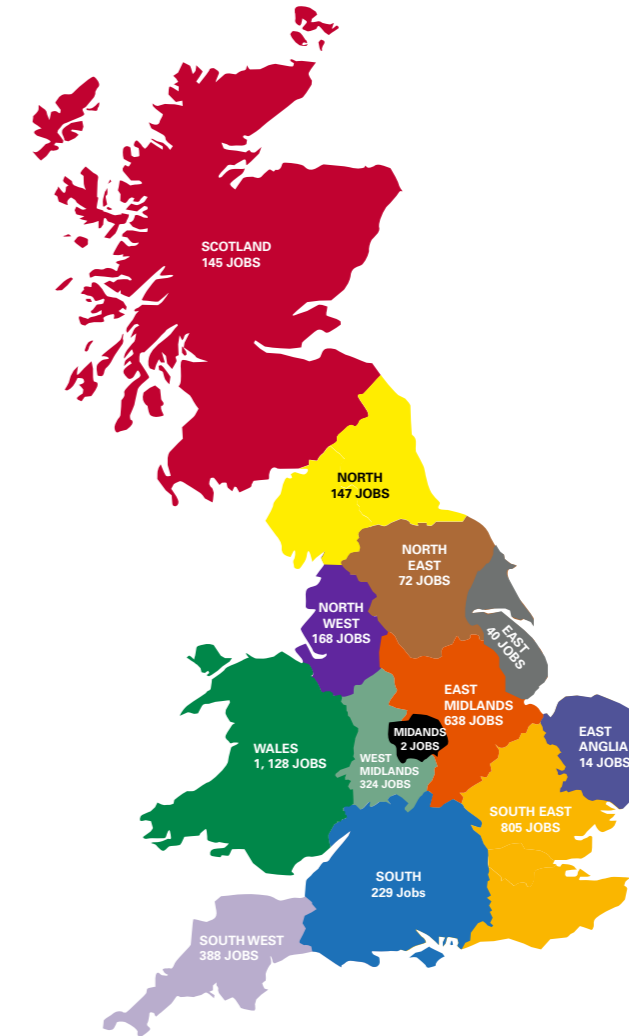 SCOTLAND
145 JOBS
NORTH
147 JOBS
NORTH
EAST
72 JOBS
NORTH
WEST
168 JOBS
EAST
40 JOBS
EAST
MIDLANDS
638 JOBS
MIDANDS
2 JOBS
EAST
ANGLIA
14 JOBS
WALES
1, 128 JOBS
WEST
MIDLANDS
324 JOBS
SOUTH EAST
805 JOBS
SOUTH
229 Jobs
SOUTH WEST
388 JOBS